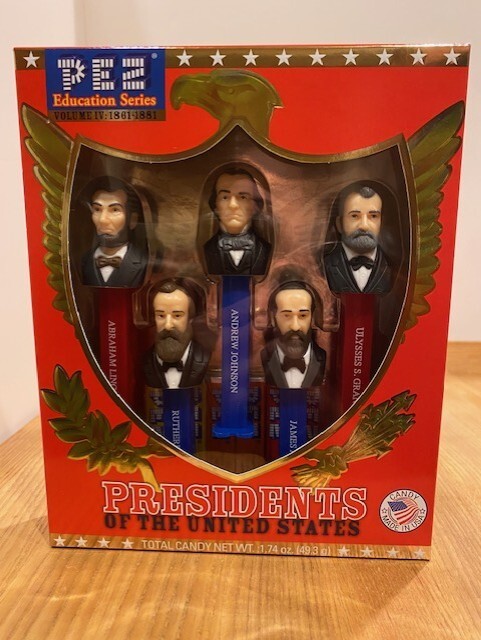 PEZ®
Education Series
VOLUME IV: 1861-1881
ABRAHAM LIN
ANDREW JOHNSON
ULYSSES S. GRA
RUTHER
JAMES
PRESIDENTS
OF THE UNITED STATES
CANDY
MADE IN USA
TOTAL CANDY NET WT. 1.74 oz. (49.3 g)